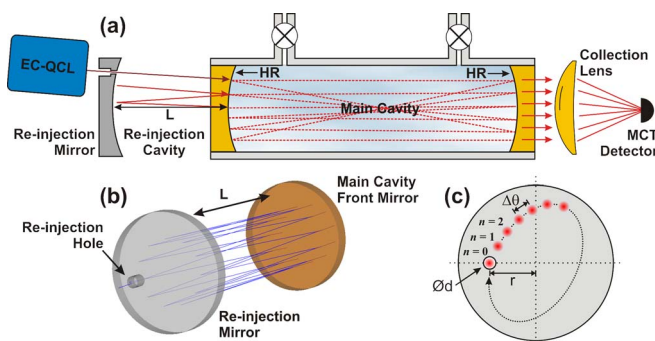 (a)
EC-QCL
HR
HR
Collection
Lens
Main Cavity
L
Re-injection
Mirror
Re-injection
Cavity
MCT
Detector
(b)
L
Main Cavity
Front Mirror
Re-injection
Hole
Re-injection
Mirror
(c)
Δθ
n = 2
n = 1
n = 0
r
Ød